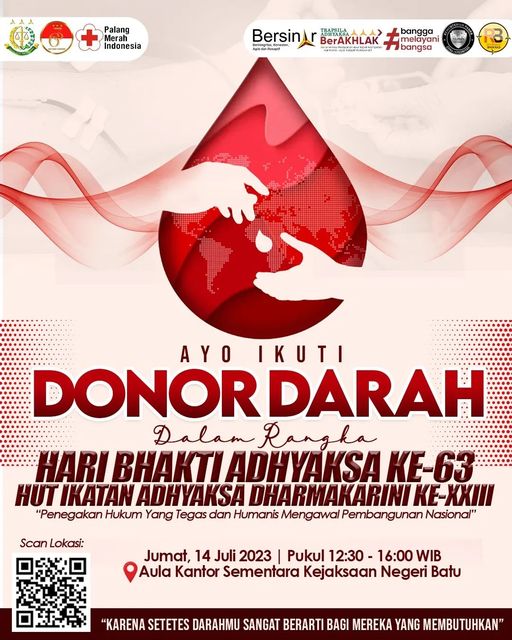 Palang
Merah
Indonesia
Bersinar
TRAPSILA
ADHYAKSA
BerAKHLAK
#bangga
melayani
bangsa
RB
AYO IKUTI
DONOR DARAH
Dalam Rangka
HARI BHAKTI ADHYAKSA KE-63
HUT IKATAN ADHYAKSA DHARMAKARINI KE-XXIII
“Penegakan Hukum Yang Tegas dan Humanis Mengawal Pembangunan Nasional”
Scan Lokasi:
Jumat, 14 Juli 2023 | Pukul 12:30 - 16:00 WIB
Aula Kantor Sementara Kejaksaan Negeri Batu
“KARENA SETETES DARAHMU SANGAT BERARTI BAGI MEREKA YANG MEMBUTUHKAN”